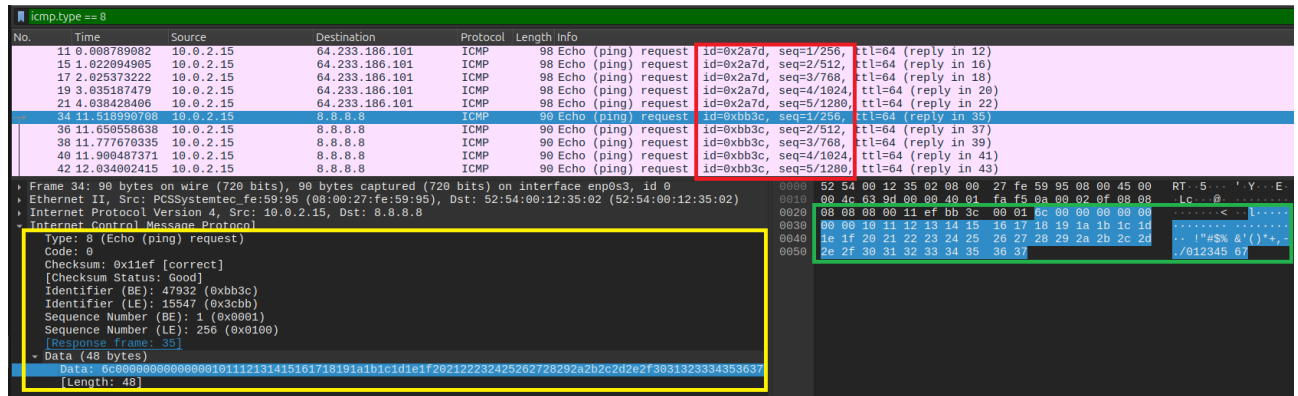 icmp.type == 8
No. Time Source Destination Protocol Length Info
11 0.008789082 10.0.2.15 64.233.186.101 ICMP 98 Echo (ping) request id=0x2a7d, seq=1/256, ttl=64 (reply in 12)
15 1.022094905 10.0.2.15 64.233.186.101 ICMP 98 Echo (ping) request id=0x2a7d, seq=2/512, ttl=64 (reply in 16)
17 2.025373222 10.0.2.15 64.233.186.101 ICMP 98 Echo (ping) request id=0x2a7d, seq=3/768, ttl=64 (reply in 18)
19 3.035187479 10.0.2.15 64.233.186.101 ICMP 98 Echo (ping) request id=0x2a7d, seq=4/1024, ttl=64 (reply in 20)
21 4.038428406 10.0.2.15 64.233.186.101 ICMP 98 Echo (ping) request id=0x2a7d, seq=5/1280, ttl=64 (reply in 22)
34 11.518990708 10.0.2.15 8.8.8.8 ICMP 90 Echo (ping) request id=0xbb3c, seq=1/256, ttl=64 (reply in 35)
36 11.650558638 10.0.2.15 8.8.8.8 ICMP 90 Echo (ping) request id=0xbb3c, seq=2/512, ttl=64 (reply in 37)
38 11.777670335 10.0.2.15 8.8.8.8 ICMP 90 Echo (ping) request id=0xbb3c, seq=3/768, ttl=64 (reply in 39)
40 11.900487371 10.0.2.15 8.8.8.8 ICMP 90 Echo (ping) request id=0xbb3c, seq=4/1024, ttl=64 (reply in 41)
42 12.034002415 10.0.2.15 8.8.8.8 ICMP 90 Echo (ping) request id=0xbb3c, seq=5/1280, ttl=64 (reply in 43)
Frame 34: 90 bytes on wire (720 bits), 90 bytes captured (720 bits) on interface enp0s3, id 0
Ethernet II, Src: PCSSystemtec_fe:59:95 (08:00:27:fe:59:95), Dst: 52:54:00:12:35:02 (52:54:00:12:35:02)
Internet Protocol Version 4, Src: 10.0.2.15, Dst: 8.8.8.8
Internet Control Message Protocol
Type: 8 (Echo (ping) request)
Code: 0
Checksum: 0x11ef [correct]
[Checksum Status: Good]
Identifier (BE): 47932 (0xbb3c)
Identifier (LE): 15547 (0x3cbb)
Sequence Number (BE): 1 (0x0001)
Sequence Number (LE): 256 (0x0100)
[Response frame: 35]
Data (48 bytes)
Data: 6c00000000000000101112131415161718191a1b1c1d1e1f202122232425262728292a2b2c2d2e2f3031323334353637
[Length: 48]
0000 52 54 00 12 35 02 08 00 27 fe 59 95 08 00 45 00 RT··5··· '·Y···E·
0010 00 4c 63 9d 00 00 40 01 fa f5 0a 00 02 0f 08 08 ·Lc···@· ········
0020 08 08 08 00 11 ef bb 3c 00 01 6c 00 00 00 00 00 ·······< ··l·····
0030 00 00 10 11 12 13 14 15 16 17 18 19 1a 1b 1c 1d ········ ········
0040 1e 1f 20 21 22 23 24 25 26 27 28 29 2a 2b 2c 2d ·· !"#$% &'()*+,-
0050 2e 2f 30 31 32 33 34 35 36 37 ./012345 67